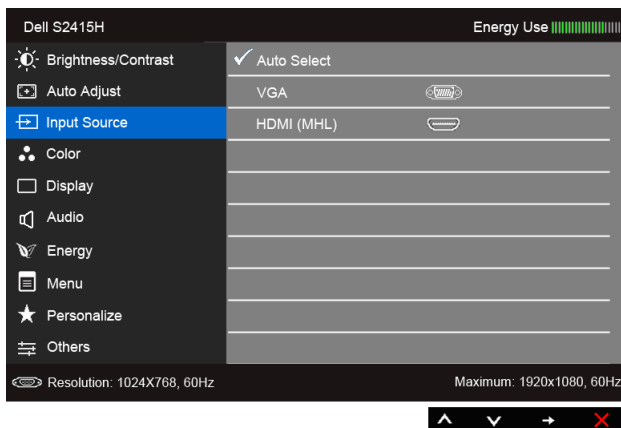 Dell S2415H Energy Use
Brightness/Contrast Auto Select
Auto Adjust VGA
Input Source HDMI (MHL)
Color
Display
Audio
Energy
Menu
Personalize
Others
Resolution: 1024X768, 60Hz Maximum: 1920x1080, 60Hz